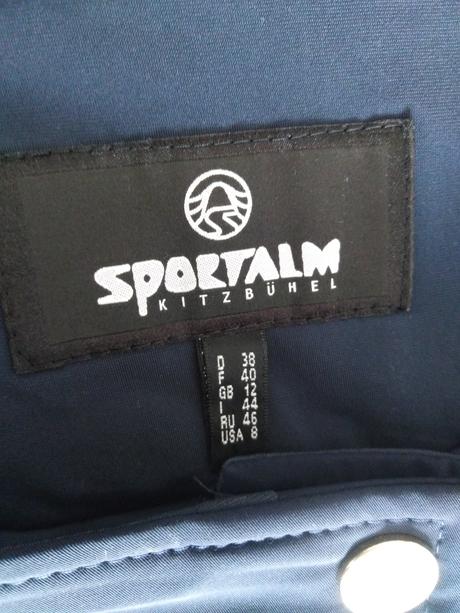 SPORTALM
KITZBÜHEL
D 38
F 40
GB 12
I 44
RU 46
USA 8